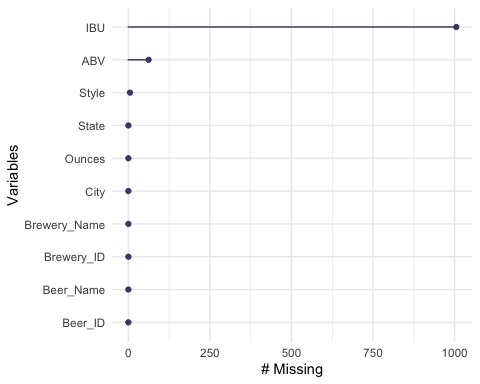 IBU
ABV
Style
State
Ounces
City
Brewery_Name
Brewery_ID
Beer_Name
Beer_ID
Variables
0 250 500 750 1000
# Missing